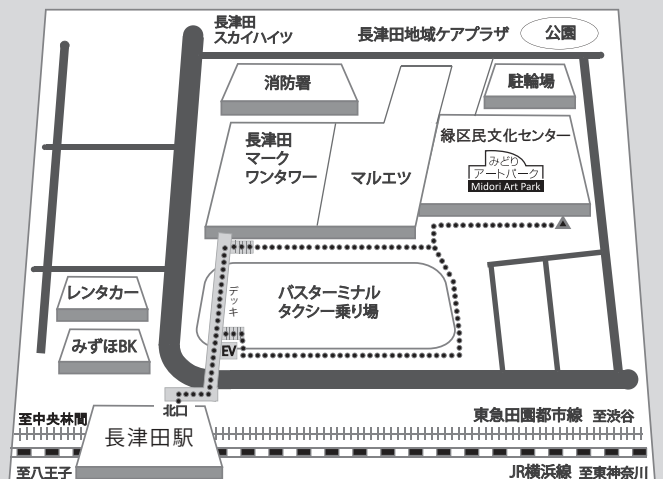 長津田
スカイハイツ
長津田地域ケアプラザ
公園
消防署
駐輪場
長津田
マーク
ワンタワー
マルエツ
緑区民文化センター
みどり
アートパーク
Midori Art Park
レンタカー
デッキ
バスターミナル
タクシー乗り場
みずほBK
EV
北口
至中央林間
長津田駅
東急田園都市線 至渋谷
至八王子
JR横浜線 至東神奈川